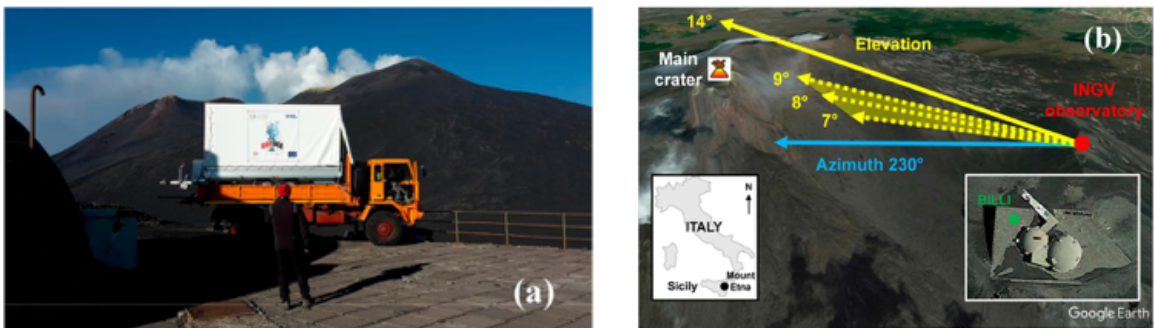 (a)
14°
Elevation
(b)
Main
crater
9°
8°
7°
INGV
observatory
Azimuth 230°
N
ITALY
Mount
Etna
Sicily
BILLI
Google Earth